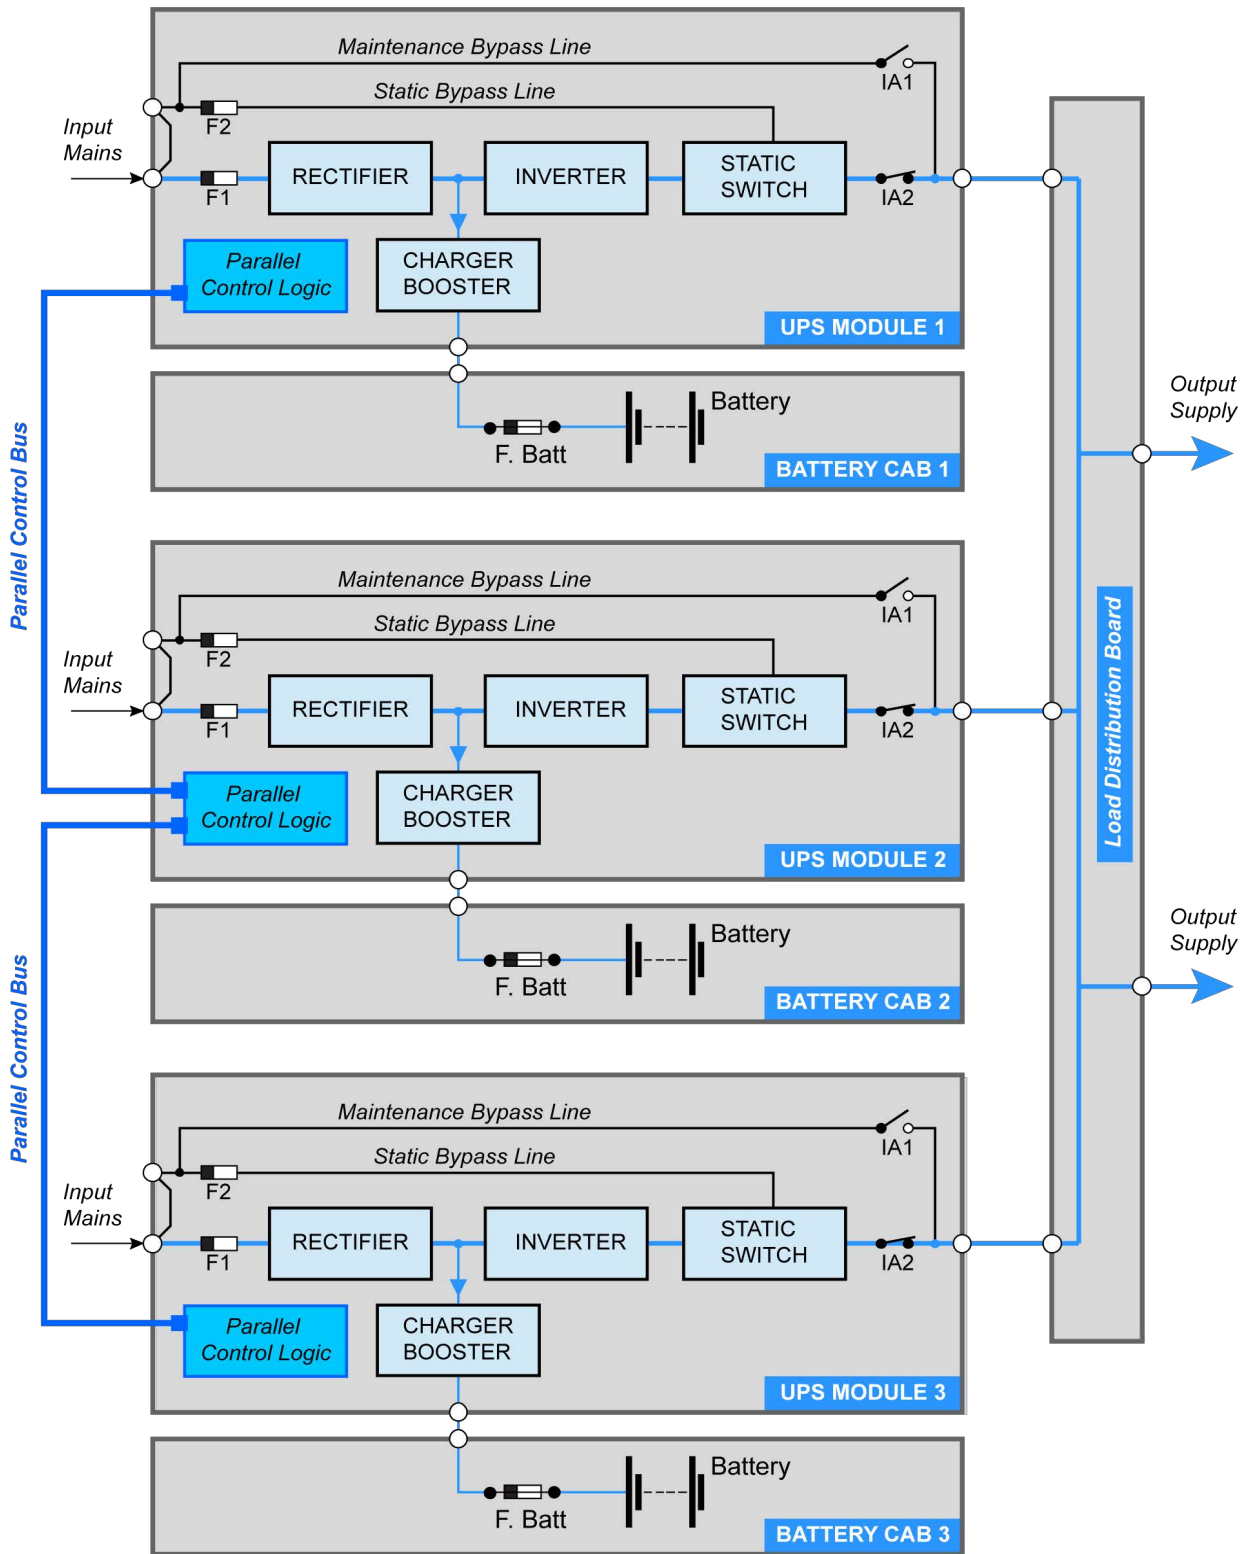 Maintenance Bypass Line
IA1
Static Bypass Line
F2
Input
Mains
F1
RECTIFIER
INVERTER
STATIC
SWITCH
IA2
Parallel
Control Logic
CHARGER
BOOSTER
UPS MODULE 1
Battery
F. Batt
BATTERY CAB 1
Output
Supply
Parallel Control Bus
Maintenance Bypass Line
IA1
Static Bypass Line
F2
Input
Mains
F1
RECTIFIER
INVERTER
STATIC
SWITCH
IA2
Parallel
Control Logic
CHARGER
BOOSTER
UPS MODULE 2
Load Distribution Board
Battery
F. Batt
BATTERY CAB 2
Output
Supply
Parallel Control Bus
Maintenance Bypass Line
IA1
Static Bypass Line
F2
Input
Mains
F1
RECTIFIER
INVERTER
STATIC
SWITCH
IA2
Parallel
Control Logic
CHARGER
BOOSTER
UPS MODULE 3
Battery
F. Batt
BATTERY CAB 3